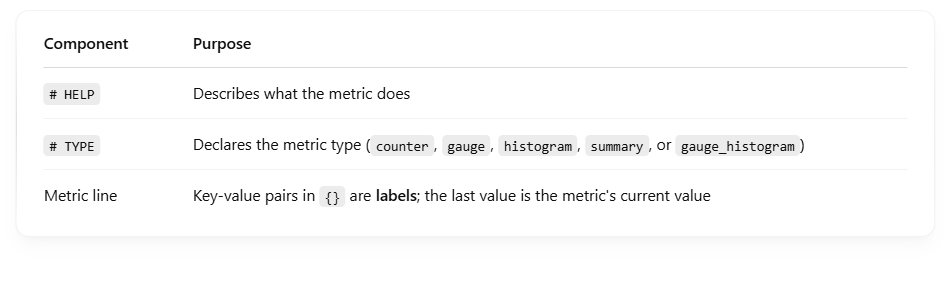 Component Purpose
# HELP Describes what the metric does
# TYPE Declares the metric type ( counter , gauge , histogram , summary , or gauge_histogram )
Metric line Key-value pairs in {} are labels; the last value is the metric's current value